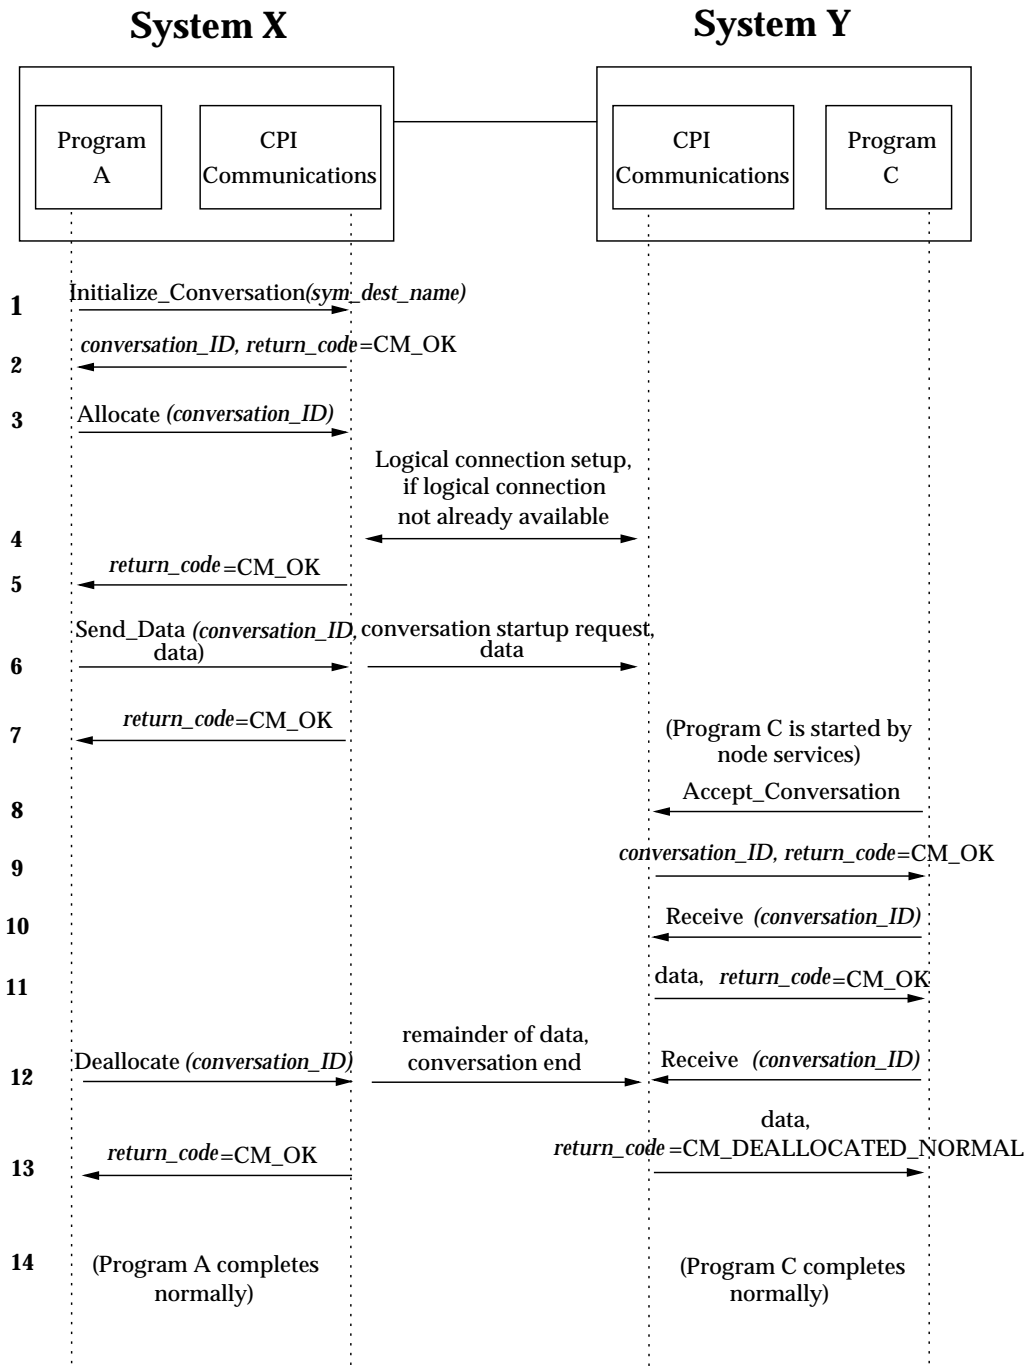 System X
System Y
Program
A
CPI
Communications
CPI
Communications
Program
C
1
Initialize_Conversation(sym_dest_name)
2
conversation_ID, return_code=CM_OK
3
Allocate (conversation_ID)
Logical connection setup,
if logical connection
not already available
4
5
return_code=CM_OK
6
Send_Data (conversation_ID,
data)
conversation startup request,
data
7
return_code=CM_OK
(Program C is started by
node services)
8
Accept_Conversation
9
conversation_ID, return_code=CM_OK
10
Receive (conversation_ID)
11
data, return_code=CM_OK
12
Deallocate (conversation_ID)
remainder of data,
conversation end
Receive (conversation_ID)
13
return_code=CM_OK
data,
return_code=CM_DEALLOCATED_NORMAL
14
(Program A completes
normally)
(Program C completes
normally)